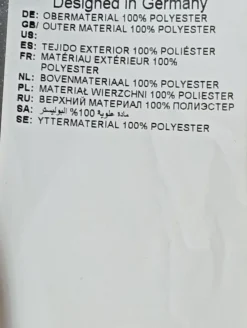 Designed in Germany
DE: OBERMATERIAL 100% POLYESTER
GB/ OUTER MATERIAL 100% POLYESTER
US:
ES: TEJIDO EXTERIOR 100% POLIÉSTER
FR: MATÉRIAU EXTÉRIEUR 100%
POLYESTER
NL: BOVENMATERIAAL 100% POLYESTER
PL: MATERIAŁ WIERZCHNI 100% POLIESTER
RU: ВЕРХНИЙ МАТЕРИАЛ 100% ПОЛИЭСТЕР
SA: مادة علوية 100% البوليستر
SE: YTTERMATERIAL 100% POLYESTER